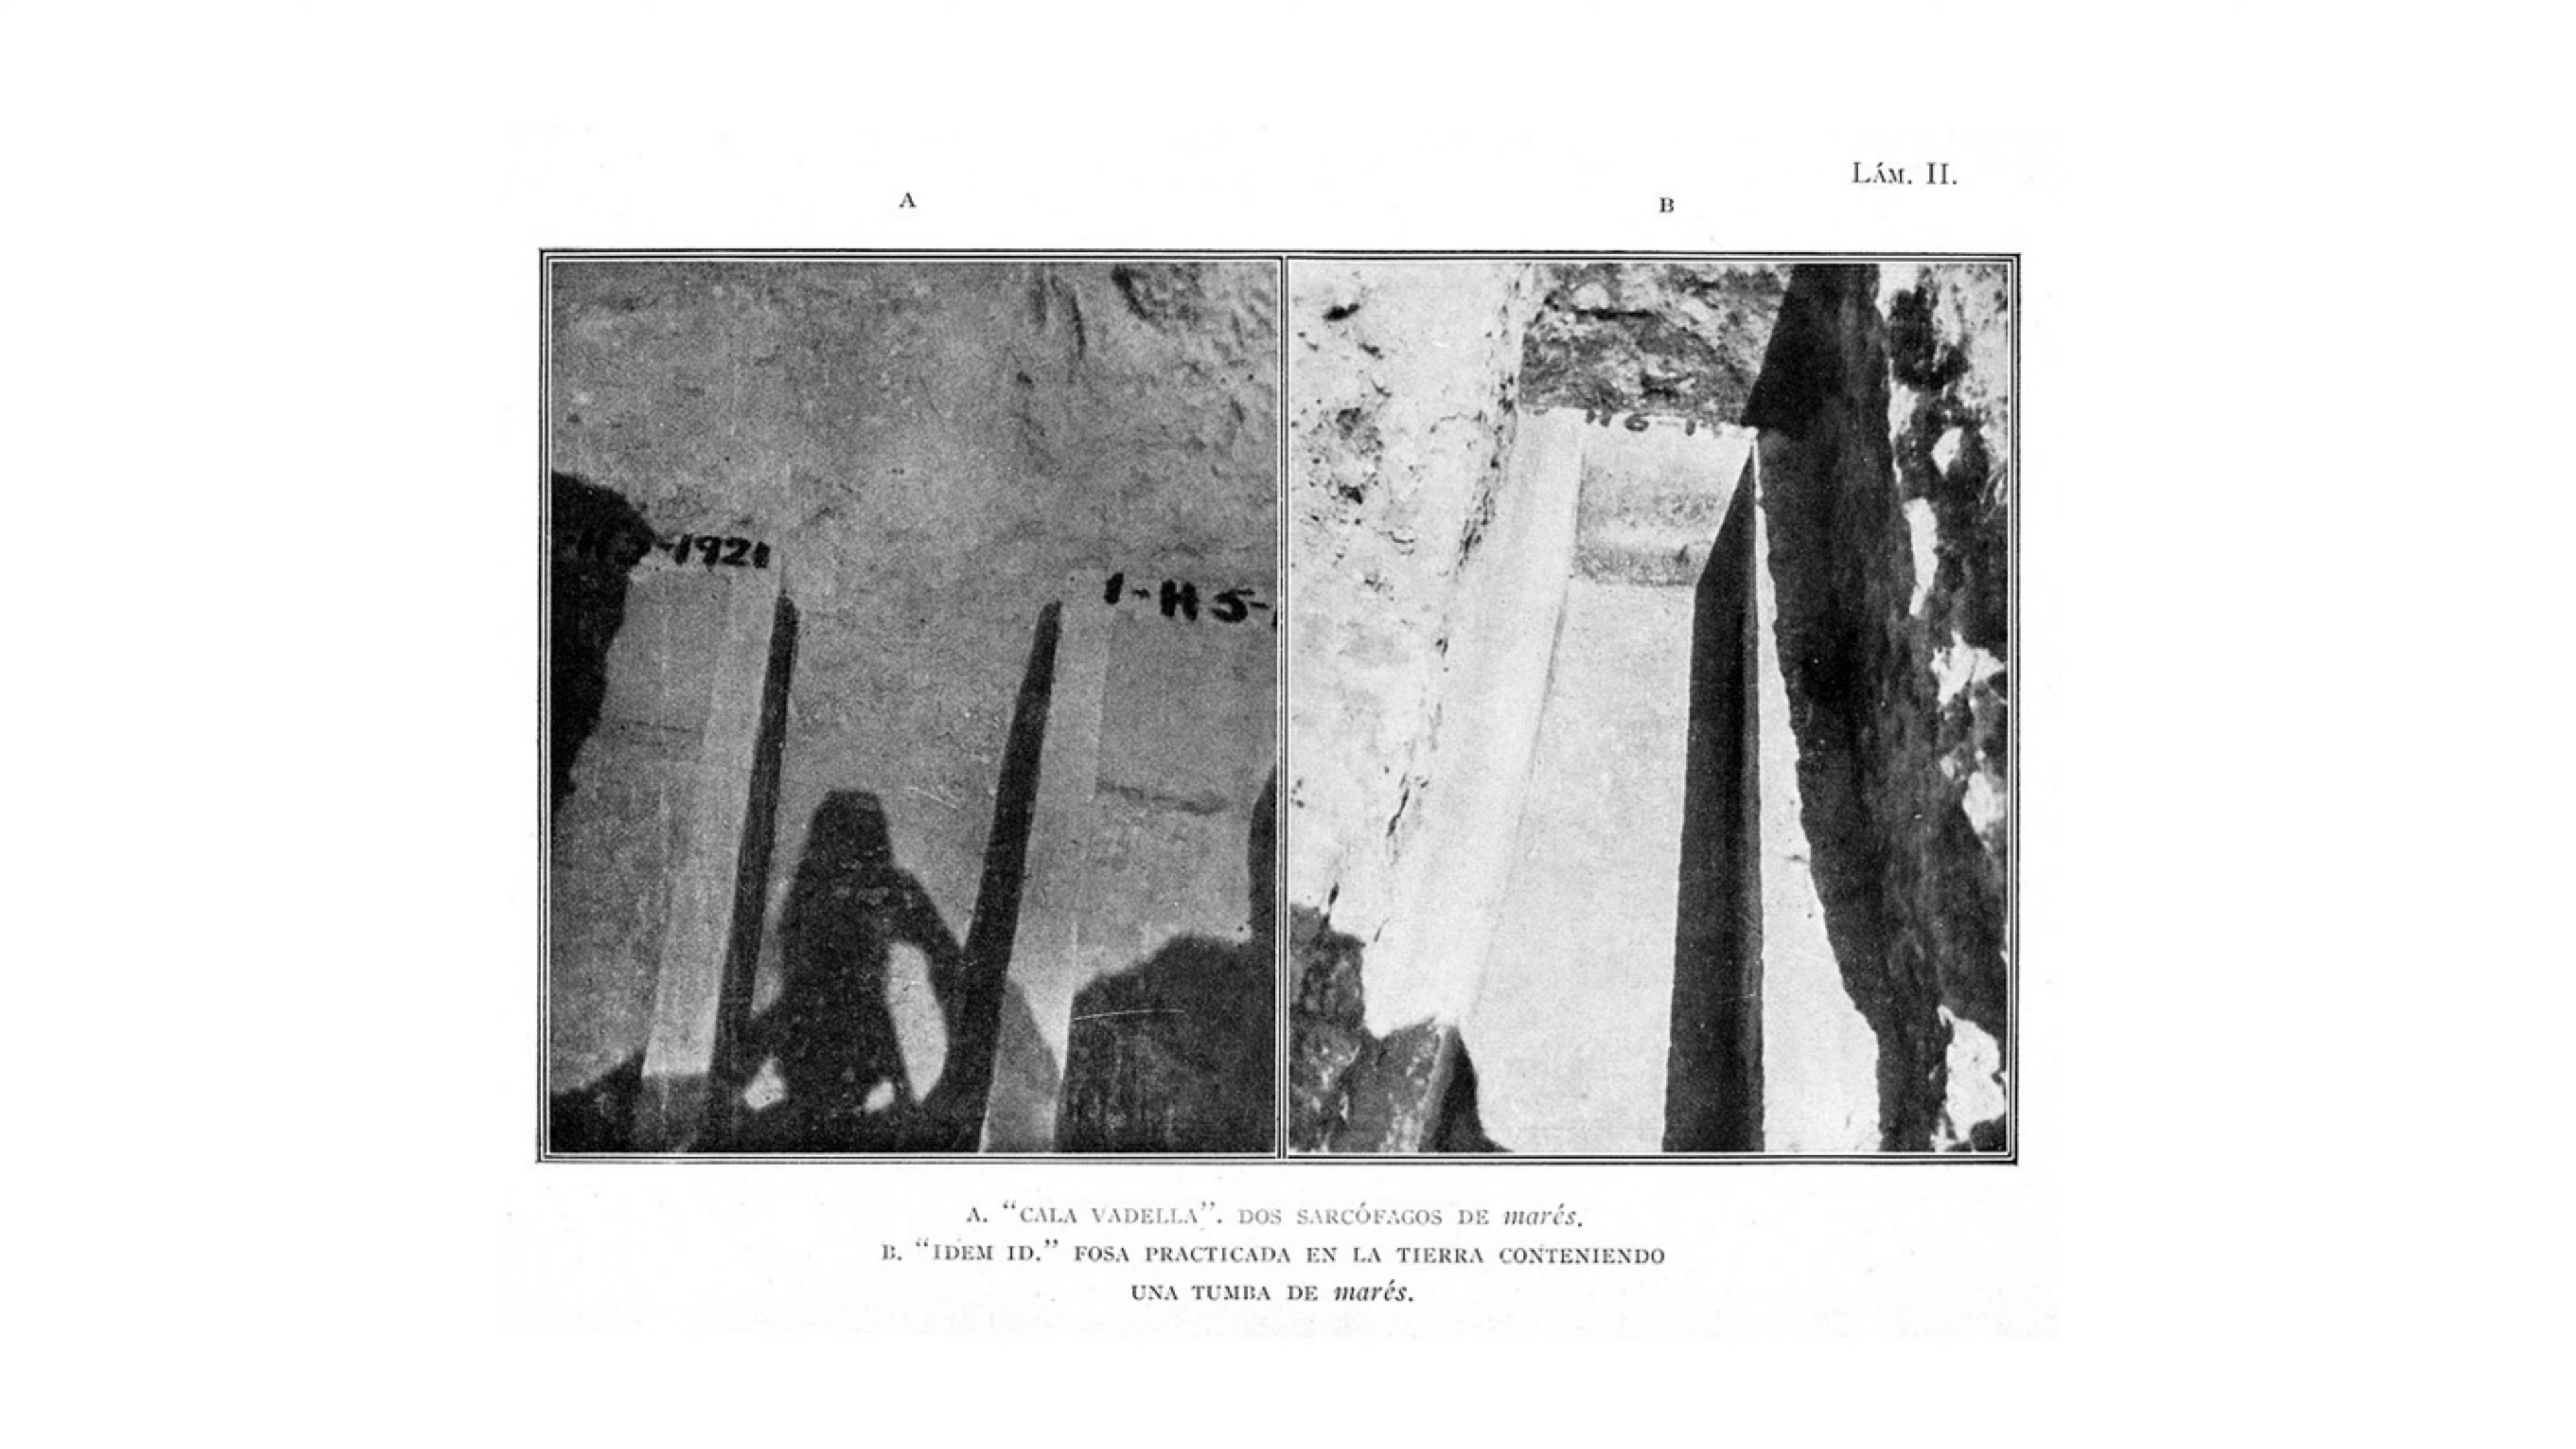 LÁM. II.
A
B
-1921
1-H5-
A. "CALA VADELLA". DOS SARCÓFAGOS DE marés.
B. "IDEM ID." FOSA PRACTICADA EN LA TIERRA CONTENIENDO
UNA TUMBA DE marés.